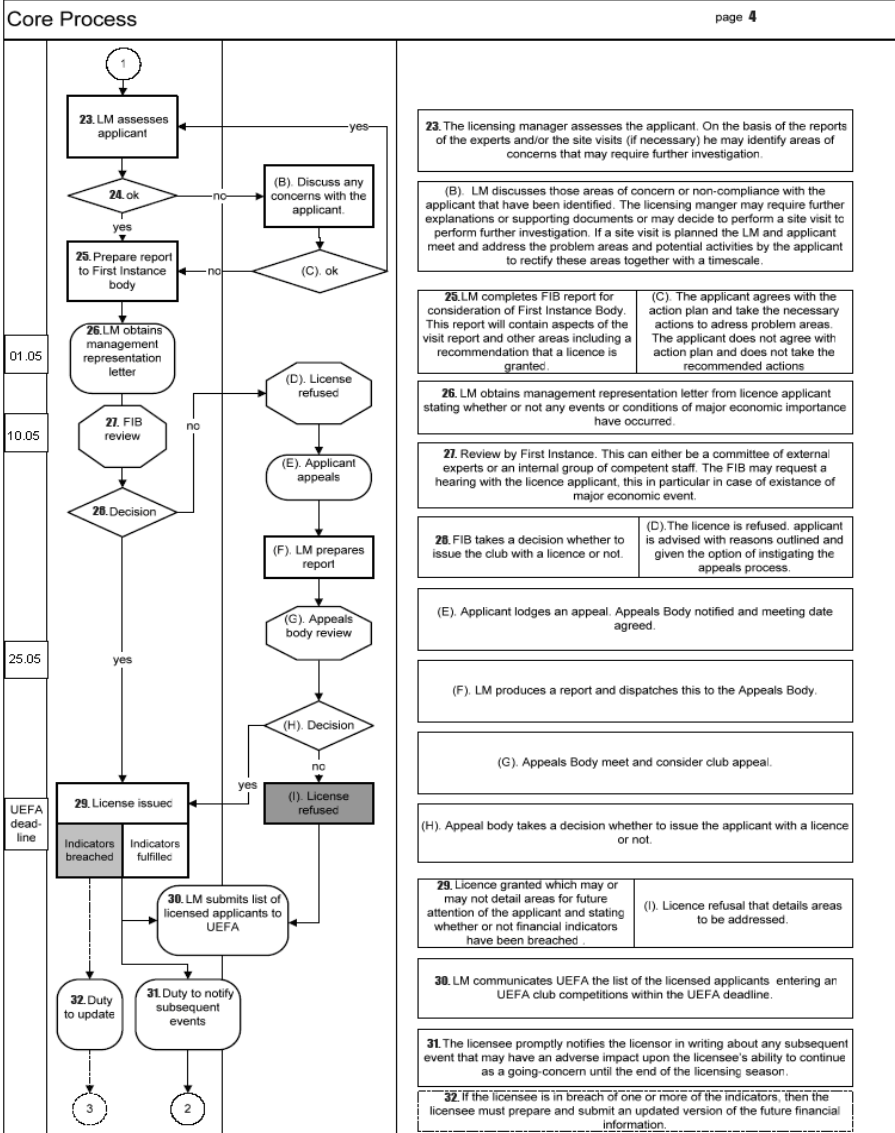 Core Process
page 4
1
23. LM assesses
applicant
yes
24. ok
no
(B). Discuss any
concerns with the
applicant.
yes
25. Prepare report
to First Instance
body
no
(C). ok
26.LM obtains
management
representation
letter
01.05
(D). License
refused
27. FIB
review
no
10.05
(E). Applicant
appeals
28.Decision
(F). LM prepares
report
(G). Appeals
body review
25.05
yes
(H). Decision
no
yes
29. License issued
(I). License
refused
UEFA
dead-
line
Indicators
breached
Indicators
fulfilled
30. LM submits list of
licensed applicants to
UEFA
32. Duty
to update
31. Duty to notify
subsequent
events
3
2
23. The licensing manager assesses the applicant. On the basis of the reports
of the experts and/or the site visits (if necessary) he may identify areas of
concerns that may require further investigation.
(B). LM discusses those areas of concern or non-compliance with the
applicant that have been identified. The licensing manger may require further
explanations or supporting documents or may decide to perform a site visit to
perform further investigation. If a site visit is planned the LM and applicant
meet and address the problem areas and potential activities by the applicant
to rectify these areas together with a timescale.
25.LM completes FIB report for
consideration of First Instance Body.
This report will contain aspects of the
visit report and other areas including a
recommendation that a licence is
granted.
(C). The applicant agrees with the
action plan and take the necessary
actions to adress problem areas.
The applicant does not agree with
action plan and does not take the
recommended actions
26. LM obtains management representation letter from licence applicant
stating whether or not any events or conditions of major economic importance
have occurred.
27. Review by First Instance. This can either be a committee of external
experts or an internal group of competent staff. The FIB may request a
hearing with the licence applicant, this in particular in case of existance of
major economic event.
28. FIB takes a decision whether to
issue the club with a licence or not.
(D).The licence is refused. applicant
is advised with reasons outlined and
given the option of instigating the
appeals process.
(E). Applicant lodges an appeal. Appeals Body notified and meeting date
agreed.
(F). LM produces a report and dispatches this to the Appeals Body.
(G). Appeals Body meet and consider club appeal.
(H). Appeal body takes a decision whether to issue the applicant with a licence
or not.
29. Licence granted which may or
may not detail areas for future
attention of the applicant and stating
whether or not financial indicators
have been breached .
(I). Licence refusal that details areas
to be addressed.
30. LM communicates UEFA the list of the licensed applicants entering an
UEFA club competitions within the UEFA deadline.
31. The licensee promptly notifies the licensor in writing about any subsequent
event that may have an adverse impact upon the licensee's ability to continue
as a going-concern until the end of the licensing season.
32. If the licensee is in breach of one or more of the indicators, then the
licensee must prepare and submit an updated version of the future financial
information.